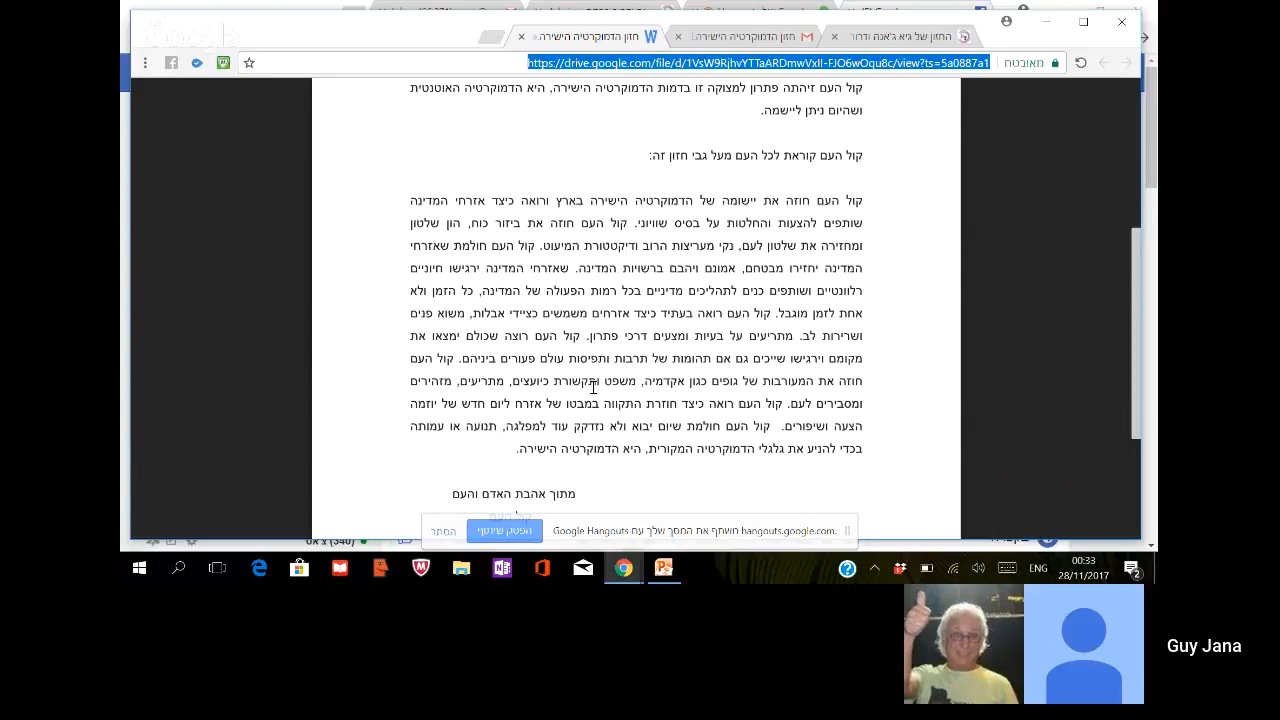 חזון הדמוקרטיה הישירה.e
חזון הדמוקרטיה הישירה.
החזון של גיא ג'אנה ודרור
https://drive.google.com/file/d/1VsW9RjhvYTTaARDmwVxII-FJO6wOqu8c/view?ts=5a0887a1
מאובטח
קול העם זיהתה פתרון למצוקה זו בדמות הדמוקרטיה הישירה, היא הדמוקרטיה האוטנטית
ושהיום ניתן ליישמה.
קול העם קוראת לכל העם מעל גבי חזון זה:
קול העם חוזה את יישומה של הדמוקרטיה הישירה בארץ ורואה כיצד אזרחי המדינה
שותפים להצעות והחלטות על בסיס שוויוני. קול העם חוזה את ביזור כוח, הון שלטון
ומחזירה את שלטון לעם, נקי מעריצות הרוב ודיקטטורת המיעוט. קול העם חולמת שאזרחי
המדינה יחזירו מבטחם, אמונם ויהבם ברשויות המדינה. שאזרחי המדינה ירגישו חיוניים
רלוונטיים ושותפים כנים לתהליכים מדיניים בכל רמות הפעולה של המדינה, כל הזמן ולא
אחת לזמן מוגבל. קול העם רואה בעתיד כיצד אזרחים משמשים כציידי אבלות, משוא פנים
ושרירות לב. מתריעים על בעיות ומצעים דרכי פתרון. קול העם רוצה שכולם ימצאו את
מקומם וירגישו שייכים גם אם תהומות של תרבות ותפיסות עולם פעורים ביניהם. קול העם
חוזה את המעורבות של גופים כגון אקדמיה, משפט ותקשורת כיועצים, מתריעים, מזהירים
ומסבירים לעם. קול העם רואה כיצד חוזרת התקווה במבטו של אזרח ליום חדש של יוזמה
הצעה ושיפורים. קול העם חולמת שיום יבוא ולא נזדקק עוד למפלגה, תנועה או עמותה
בכדי להניע את גלגלי הדמוקרטיה המקורית, היא הדמוקרטיה הישירה.
מתוך אהבת האדם והעם
קול העם
hangouts.google.com משתף את המסך שלך עם Google Hangouts.
הפסק שיתוף
הסתר
צ'אט (340)
ENG
00:33
28/11/2017
2
Guy Jana